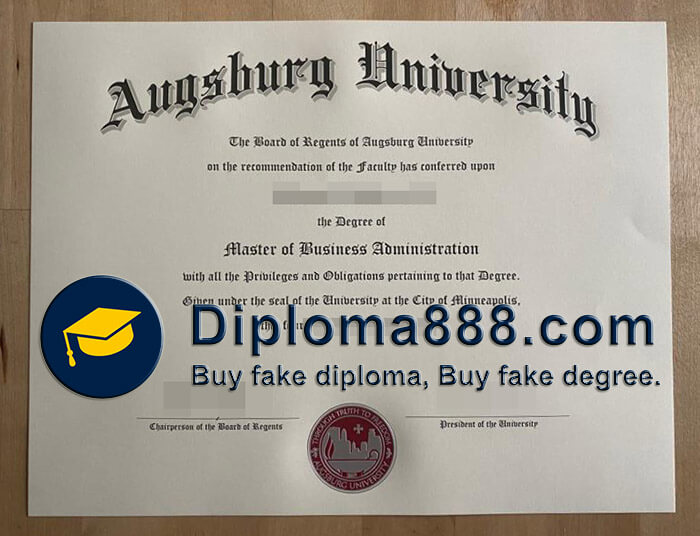 Augsburg University
The Board of Regents of Augsburg University
on the recommendation of the Faculty has conferred upon
the Degree of
Master of Business Administration
with all the Privileges and Obligations pertaining to that Degree.
Given under the seal of the University at the City of Minneapolis,
Diploma888.com
Buy fake diploma, Buy fake degree.
Chairperson of the Board of Regents
President of the University
THROUGH TRUTH TO FREEDOM
AUGSBURG UNIVERSITY